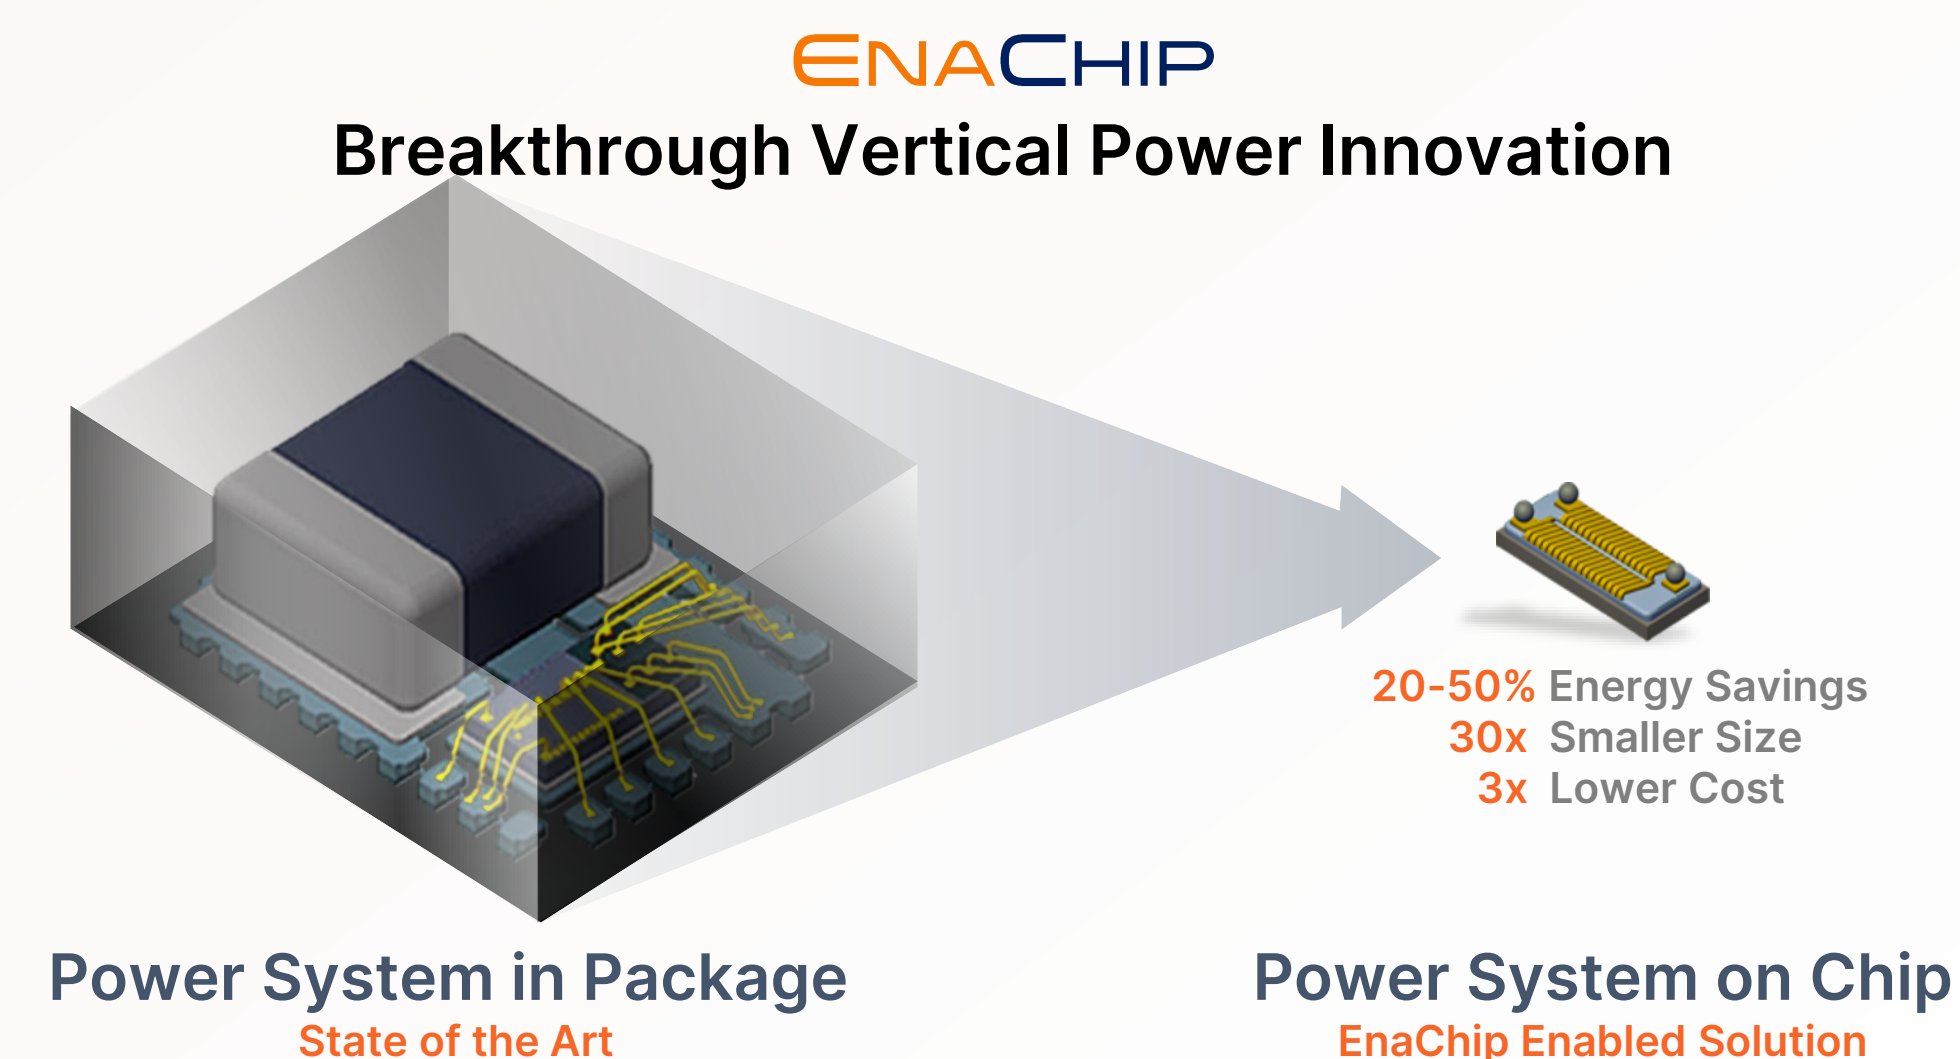 ENACHIP
Breakthrough Vertical Power Innovation
20-50% Energy Savings
30x Smaller Size
3x Lower Cost
Power System in Package
State of the Art
Power System on Chip
EnaChip Enabled Solution